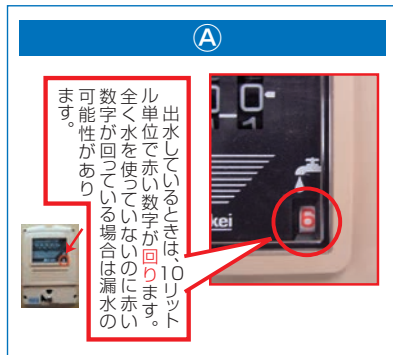 Ⓐ
出水しているときは、10リット
ル単位で赤い数字が回ります。
全く水を使っていないのに赤い
数字が回っている場合は漏水の
可能性があり
ます。
0
1
kei
6